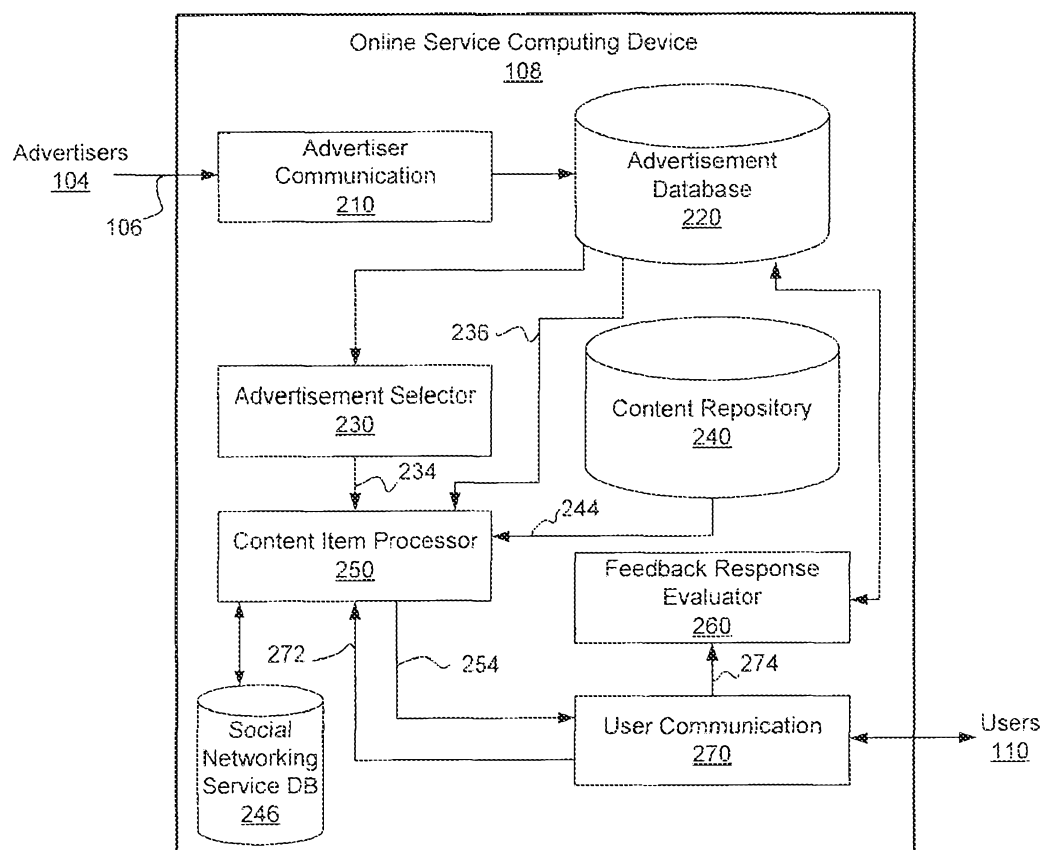 Online Service Computing Device
108
Advertisers
104
106
Advertiser
Communication
210
Advertisement
Database
220
236
Advertisement Selector
230
234
Content Repository
240
244
Content Item Processor
250
Feedback Response
Evaluator
260
272
254
274
Social
Networking
Service DB
246
User Communication
270
Users
110